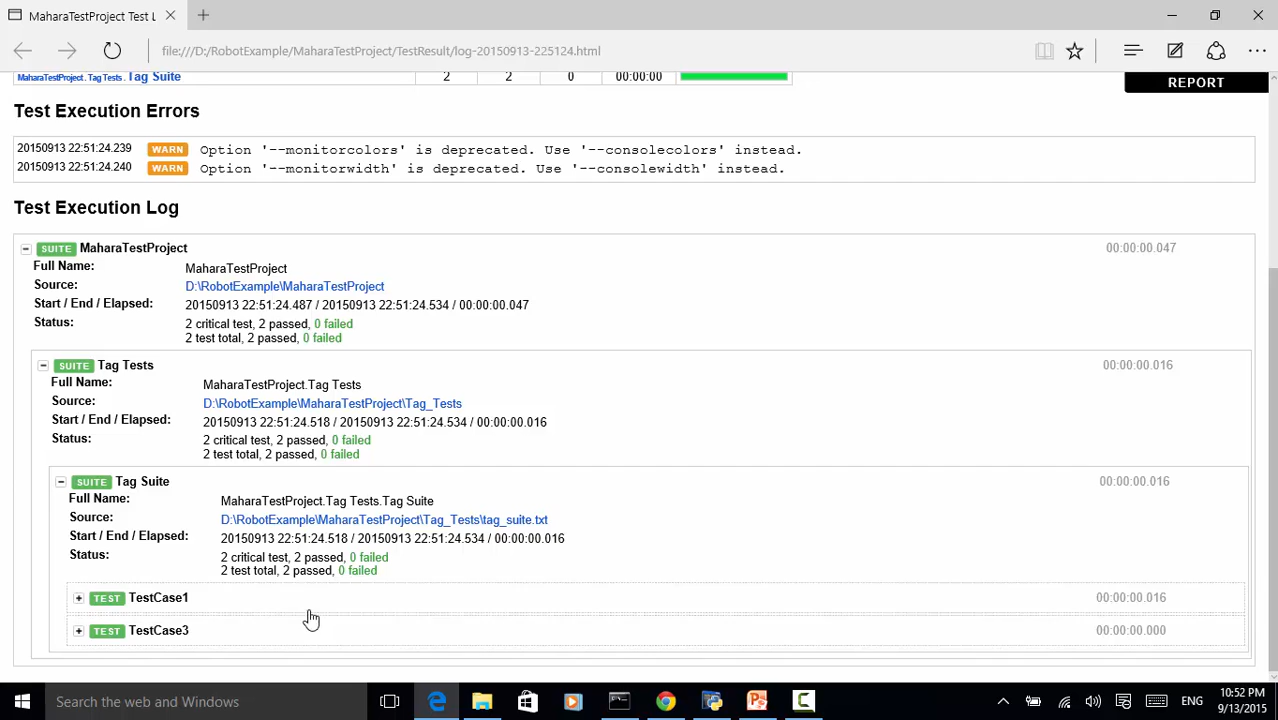 MaharaTestProject Test L
file:///D:/RobotExample/MaharaTestProject/TestResult/log-20150913-225124.html
MaharaTestProject . Tag Tests . Tag Suite 2 2 0 00:00:00
REPORT
Test Execution Errors
20150913 22:51:24.239 WARN Option '--monitorcolors' is deprecated. Use '--consolecolors' instead.
20150913 22:51:24.240 WARN Option '--monitorwidth' is deprecated. Use '--consolewidth' instead.
Test Execution Log
SUITE MaharaTestProject 00:00:00.047
Full Name: MaharaTestProject
Source: D:\RobotExample\MaharaTestProject
Start / End / Elapsed: 20150913 22:51:24.487 / 20150913 22:51:24.534 / 00:00:00.047
Status: 2 critical test, 2 passed, 0 failed
2 test total, 2 passed, 0 failed
SUITE Tag Tests 00:00:00.016
Full Name: MaharaTestProject.Tag Tests
Source: D:\RobotExample\MaharaTestProject\Tag_Tests
Start / End / Elapsed: 20150913 22:51:24.518 / 20150913 22:51:24.534 / 00:00:00.016
Status: 2 critical test, 2 passed, 0 failed
2 test total, 2 passed, 0 failed
SUITE Tag Suite 00:00:00.016
Full Name: MaharaTestProject.Tag Tests.Tag Suite
Source: D:\RobotExample\MaharaTestProject\Tag_Tests\tag_suite.txt
Start / End / Elapsed: 20150913 22:51:24.518 / 20150913 22:51:24.534 / 00:00:00.016
Status: 2 critical test, 2 passed, 0 failed
2 test total, 2 passed, 0 failed
TEST TestCase1 00:00:00.016
TEST TestCase3 00:00:00.000
Search the web and Windows
ENG
10:52 PM
9/13/2015